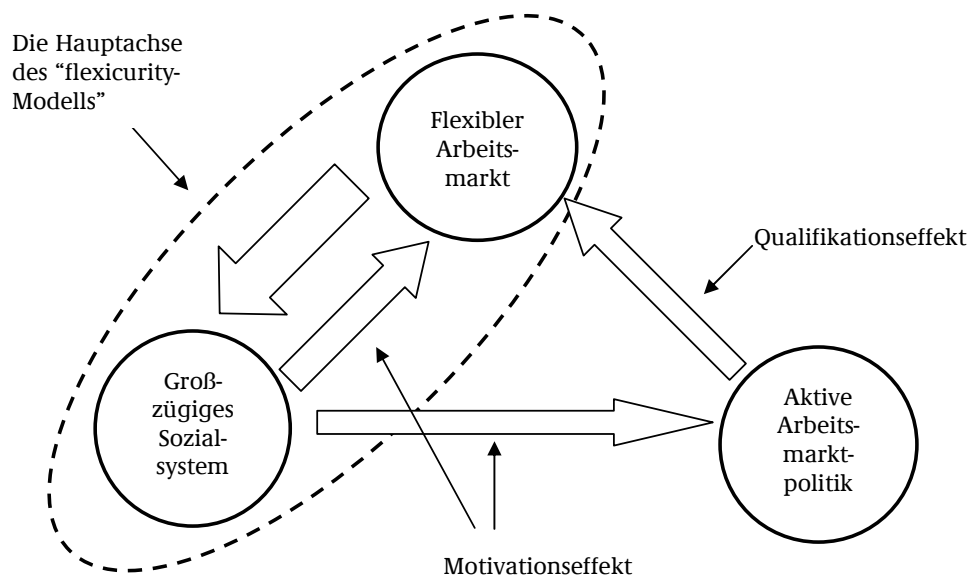 Die Hauptachse
des “flexicurity-
Modells”
Flexibler
Arbeits-
markt
Qualifikationseffekt
Groß-
zügiges
Sozial-
system
Aktive
Arbeits-
markt-
politik
Motivationseffekt